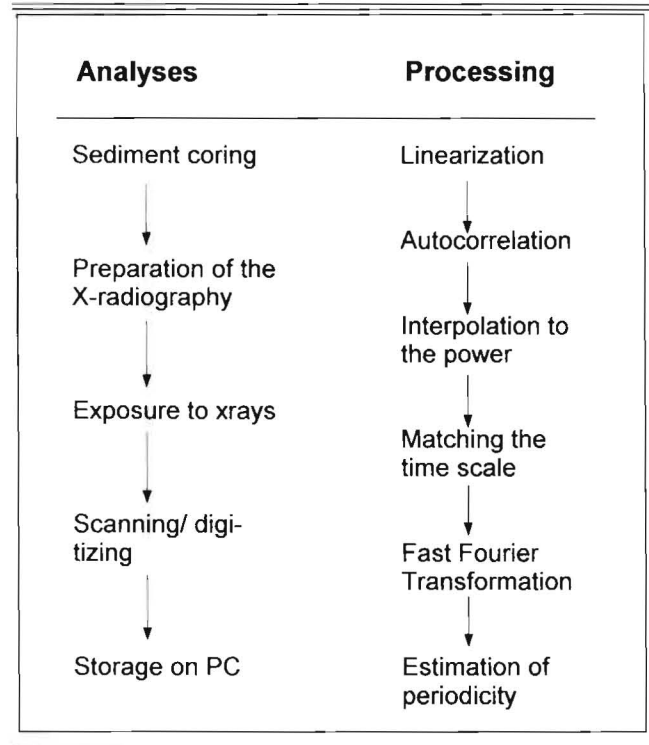 Analyses
Sediment coring
Preparation of the
X-radiography
Exposure to xrays
Scanning/ digi-
tizing
Storage on PC
Processing
Linearization
Autocorrelation
Interpolation to
the power
Matching the
time scale
Fast Fourier
Transformation
Estimation of
periodicity